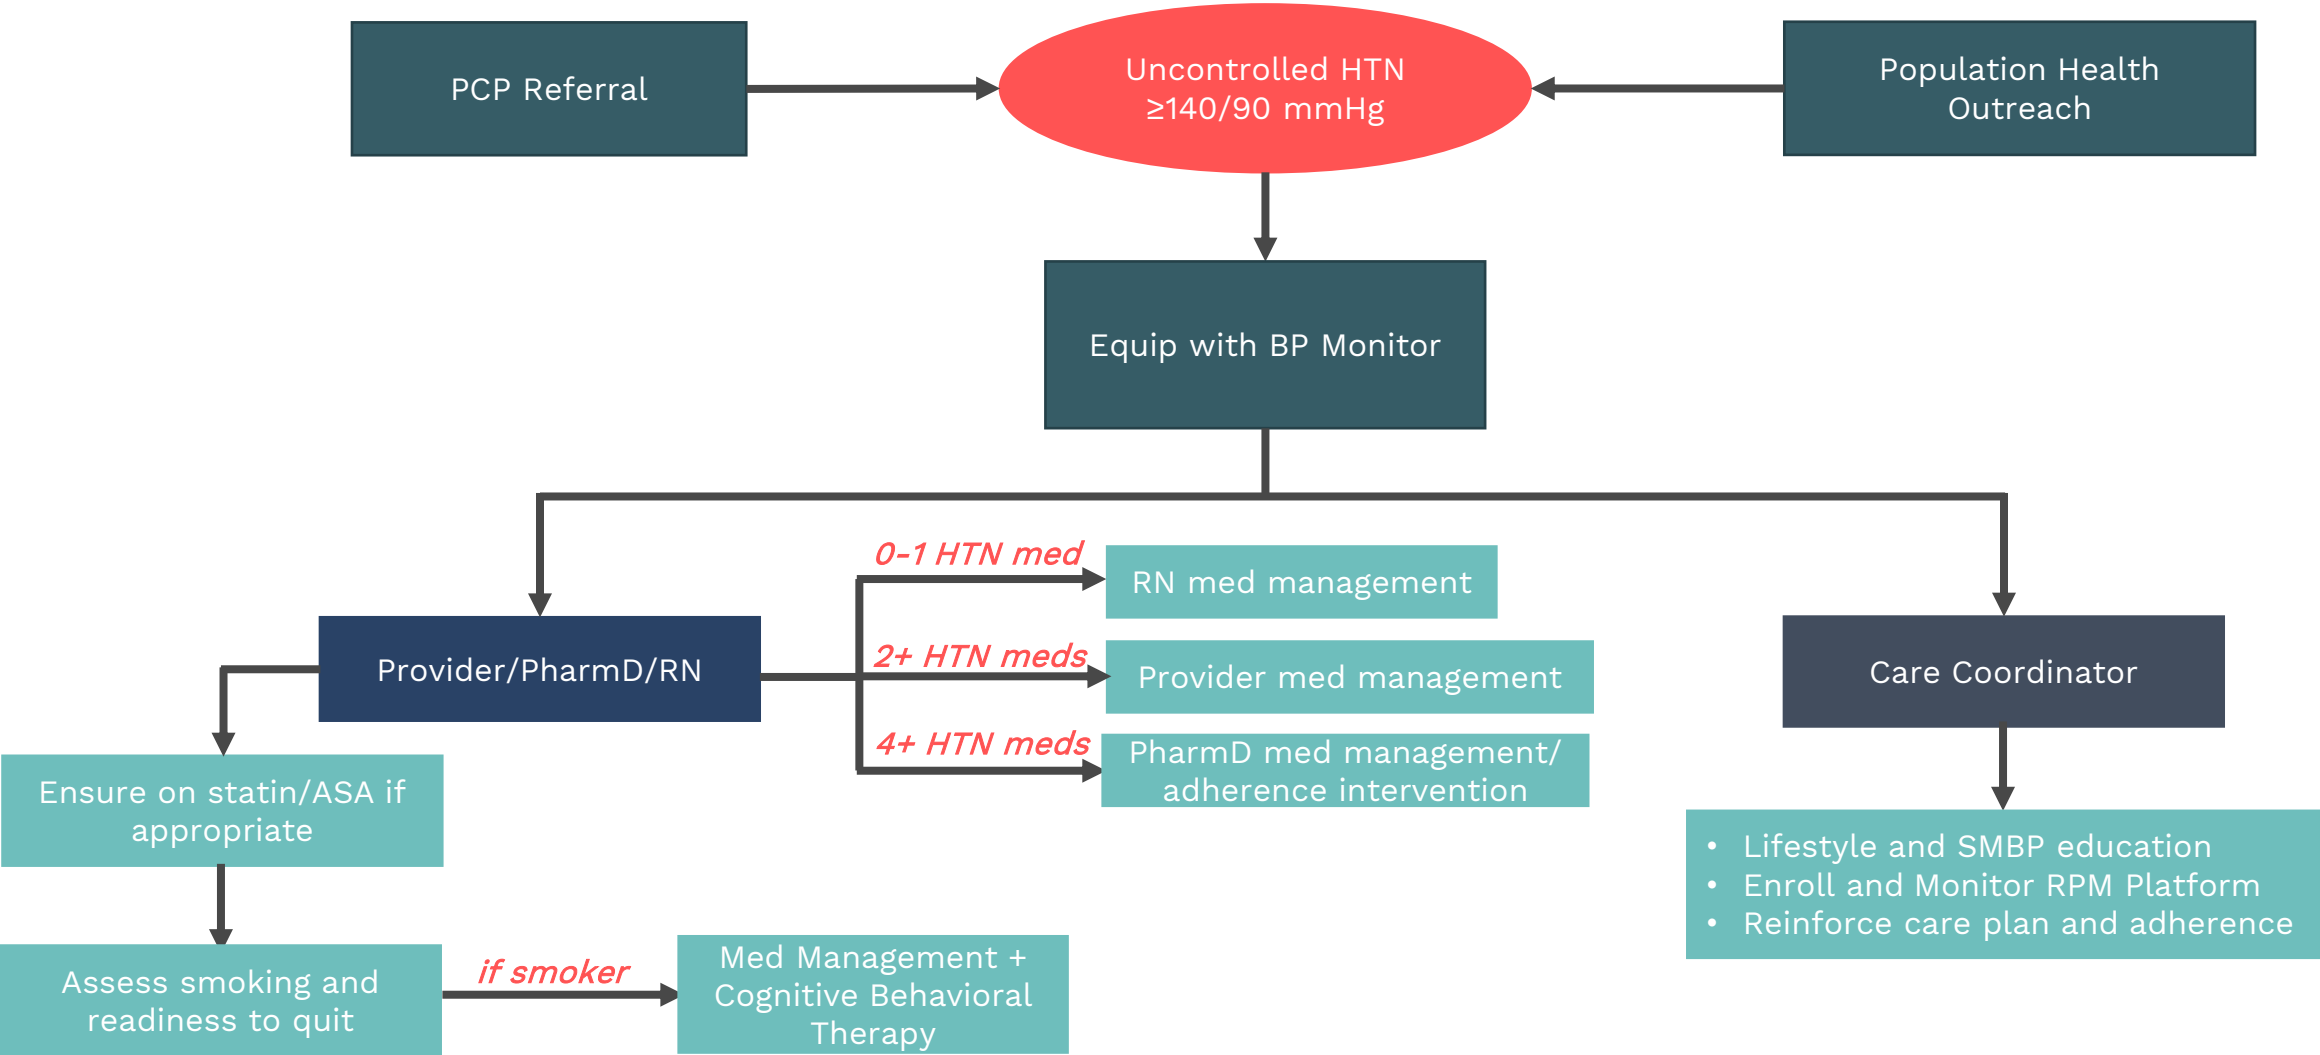 PCP Referral
Uncontrolled HTN
≥140/90 mmHg
Population Health
Outreach
Equip with BP Monitor
0-1 HTN med
RN med management
2+ HTN meds
Provider med management
4+ HTN meds
PharmD med management/
adherence intervention
Provider/PharmD/RN
Care Coordinator
Ensure on statin/ASA if
appropriate
• Lifestyle and SMBP education
• Enroll and Monitor RPM Platform
• Reinforce care plan and adherence
Assess smoking and
readiness to quit
if smoker
Med Management +
Cognitive Behavioral
Therapy